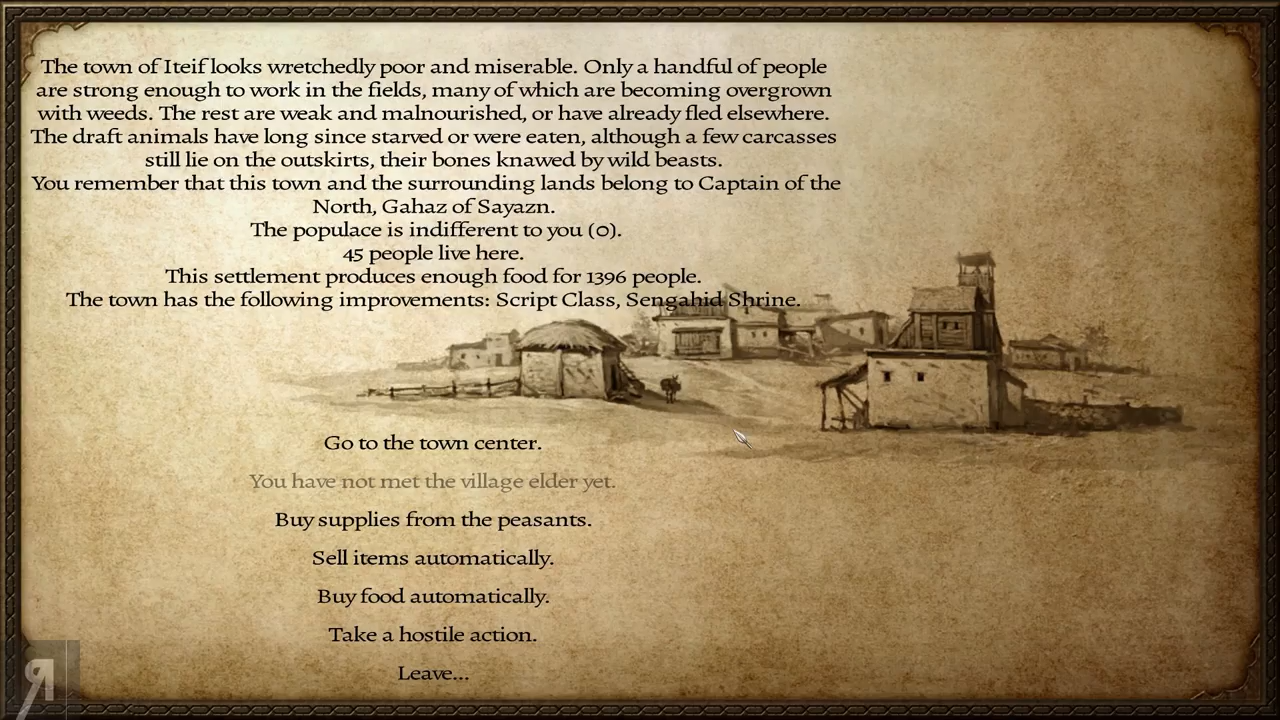 The town of Iteif looks wretchedly poor and miserable. Only a handful of people
are strong enough to work in the fields, many of which are becoming overgrown
with weeds. The rest are weak and malnourished, or have already fled elsewhere.
The draft animals have long since starved or were eaten, although a few carcasses
still lie on the outskirts, their bones knawed by wild beasts.
You remember that this town and the surrounding lands belong to Captain of the
North, Gahaz of Sayazn.
The populace is indifferent to you (0).
45 people live here.
This settlement produces enough food for 1396 people.
The town has the following improvements: Script Class, Sengahid Shrine.
Go to the town center.
You have not met the village elder yet.
Buy supplies from the peasants.
Sell items automatically.
Buy food automatically.
Take a hostile action.
Leave...
Я